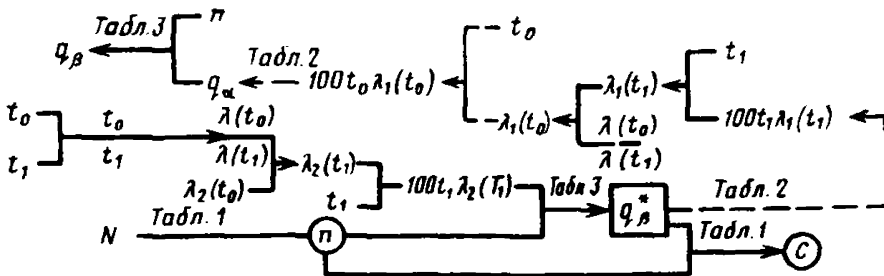 Табл. 3 п t₀
q_β Табл. 2 t₁
q_α 100t₀λ₁(t₀) λ₁(t₁)
t₀ t₀ λ(t₀) λ₁(t₀) λ(t₀) 100t₁λ₁(t₁)
t₁ t₁ λ(t₁) λ₂(t₁) λ(t₁)
λ₂(t₀) 100t₁λ₂(T₁) Табл 3 Табл. 2
Табл. 1 t₁ q*_β Табл. 1
N п C